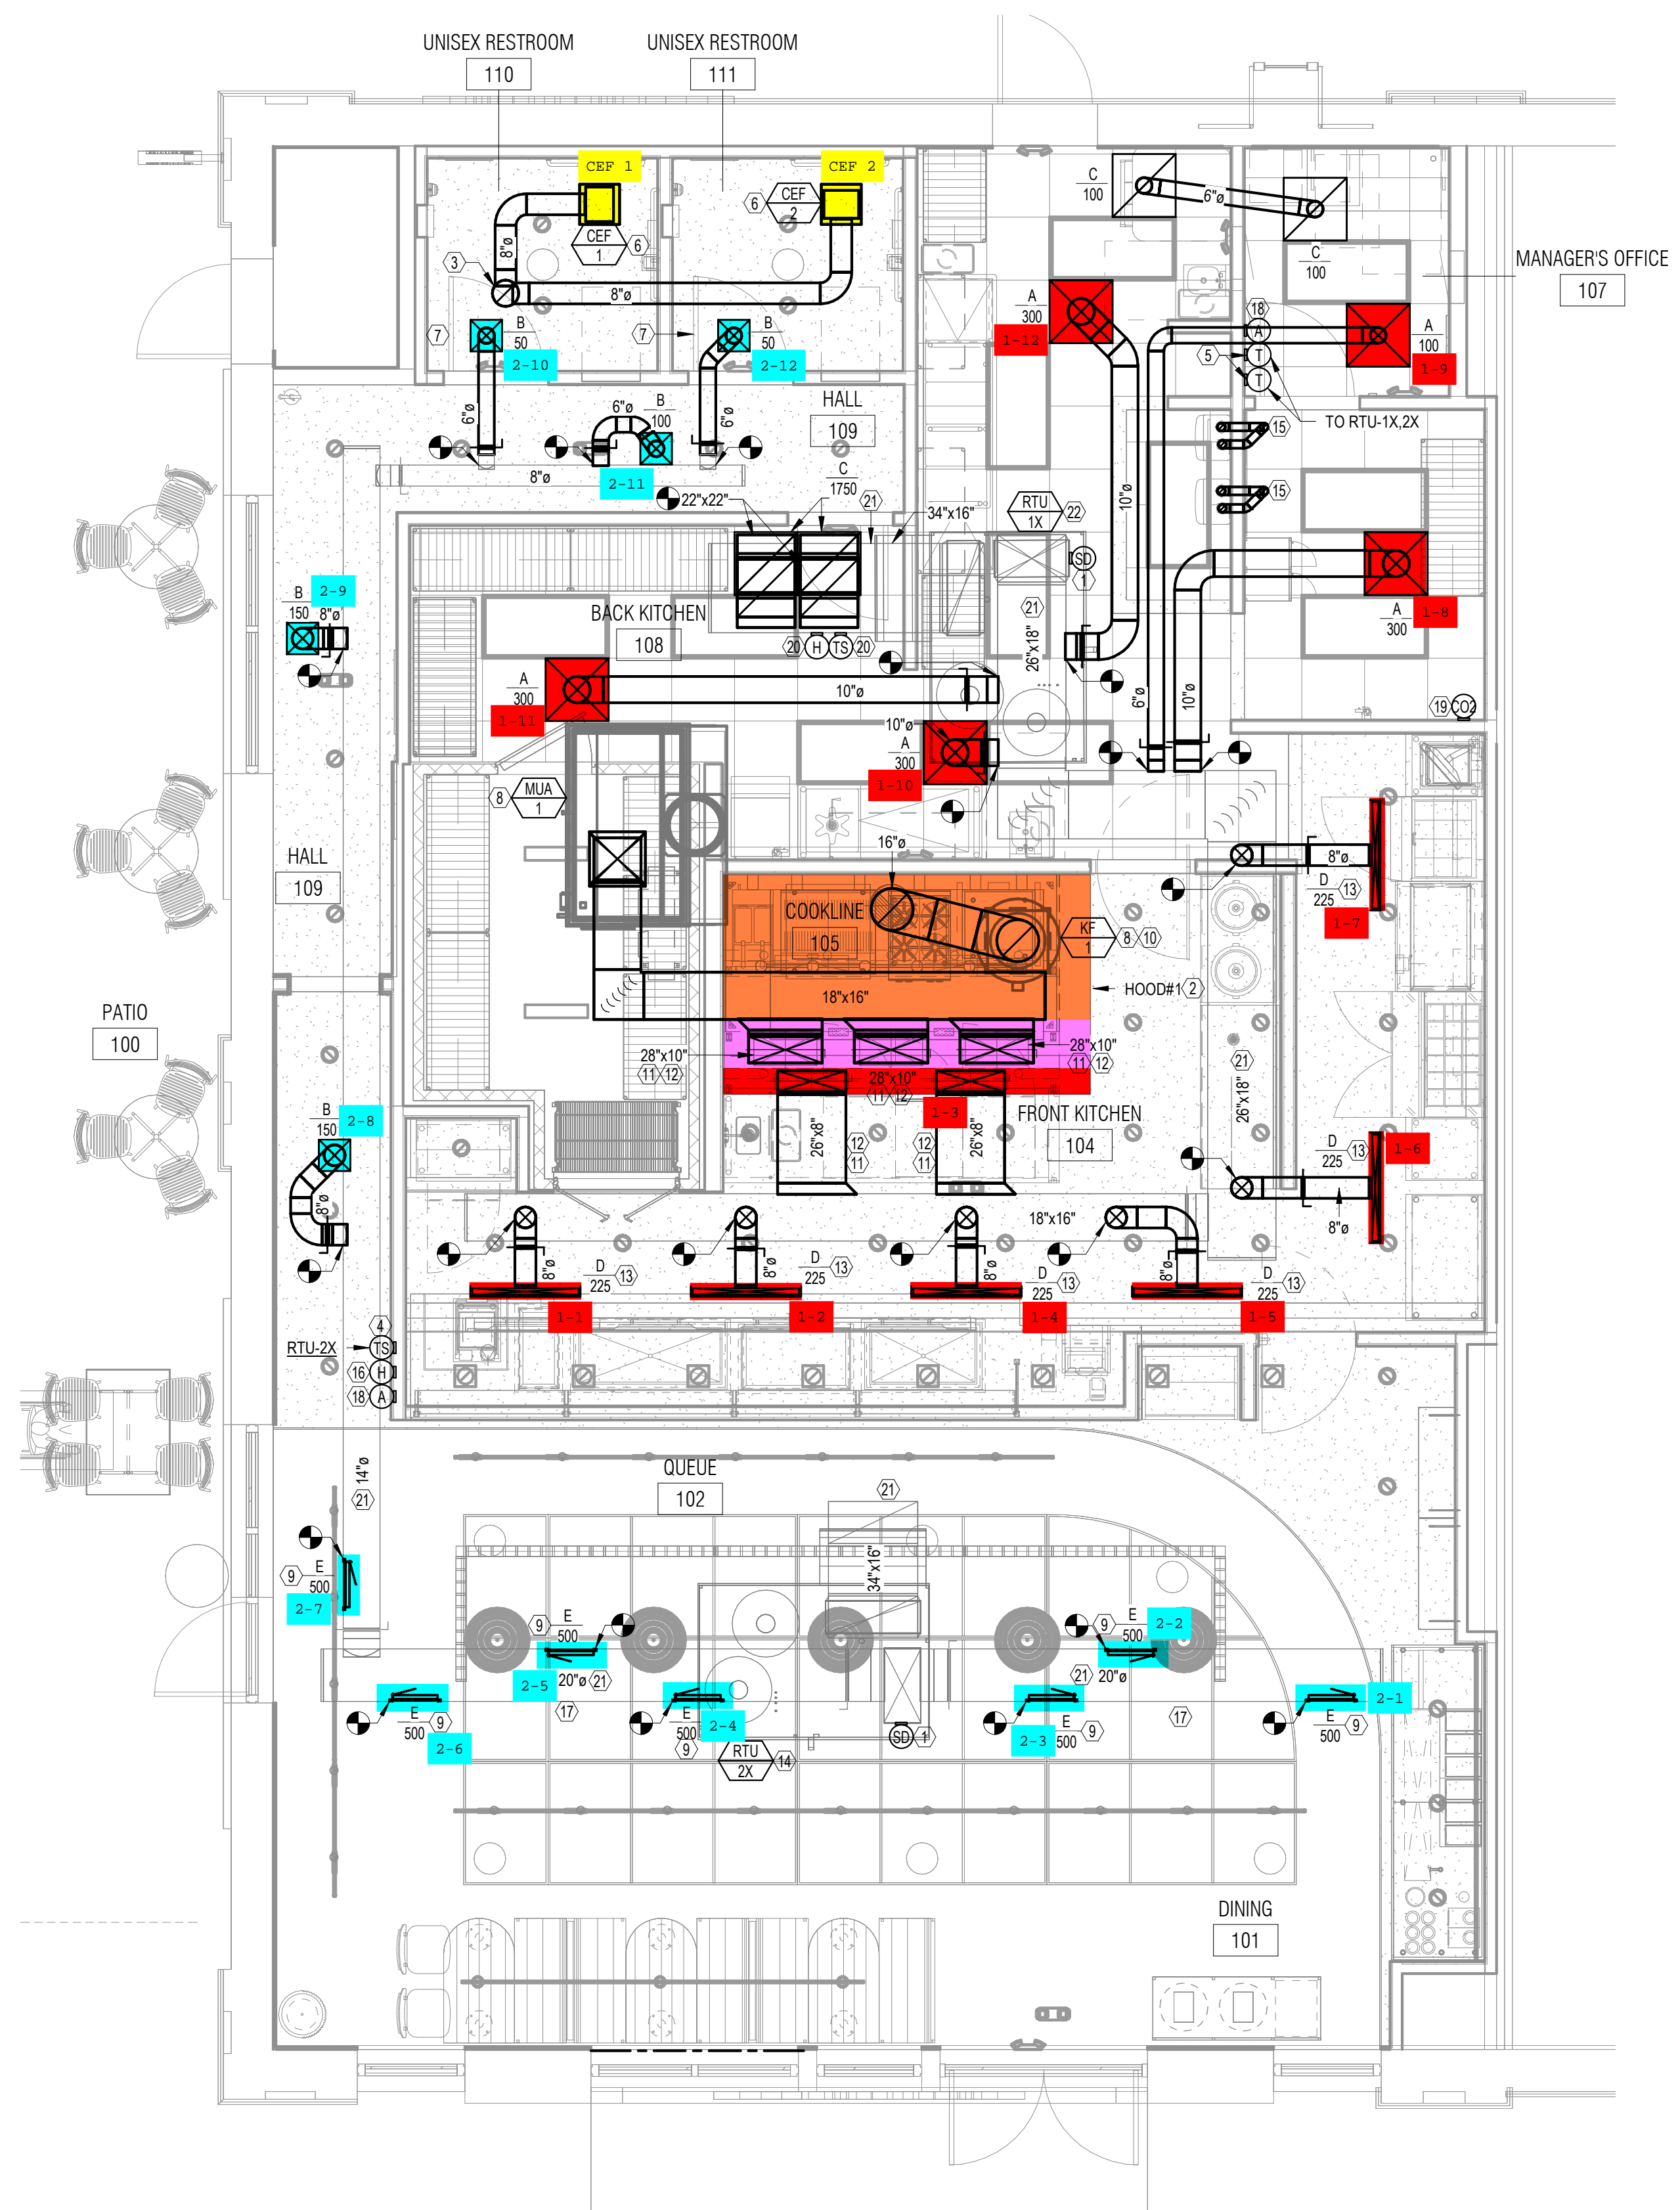 UNISEX RESTROOM
110
UNISEX RESTROOM
111
CEF 1
CEF 2
C
100
6"ø
6
CEF
2
CEF
1
6
8"ø
3
8"ø
C
100
MANAGER'S OFFICE
107
A
300
1-12
18
A
T
5
T
A
100
1-9
7
B
50
2-10
7
B
50
2-12
TO RTU-1X,2X
6"ø
6"ø
B
100
6"ø
HALL
109
15
8"ø
2-11
C
1750
21
22"x22"
34"x16"
RTU
1X
22
10"ø
15
SD
1
B
150
2-9
8"ø
BACK KITCHEN
108
21
26"x18"
A
300
1-8
20
H
TS
20
A
300
1-11
10"ø
6"ø
10"ø
19
CO2
10"ø
A
300
1-10
8
MUA
1
16"ø
HALL
109
8"ø
D
225
13
1-7
COOKLINE
105
KF
1
8
10
18"x16"
HOOD#1
2
PATIO
100
28"x10"
11
12
28"x10"
11
12
28"x10"
11
12
1-3
21
26"x18"
FRONT KITCHEN
104
B
150
2-8
8"ø
26"x8"
12
11
12
11
26"x8"
D
225
13
1-6
8"ø
18"x16"
8"ø
D
225
13
8"ø
D
225
13
8"ø
D
225
13
8"ø
D
225
13
1-1
1-2
1-4
1-5
4
RTU-2X
TS
16
H
18
A
14"ø
21
QUEUE
102
21
34"x16"
9
E
500
2-7
9
E
500
2-5
20"ø
21
17
9
E
500
2-2
21
20"ø
17
E
500
9
2-6
E
500
9
2-4
E
500
9
2-3
E
500
9
2-1
RTU
2X
14
SD
1
DINING
101